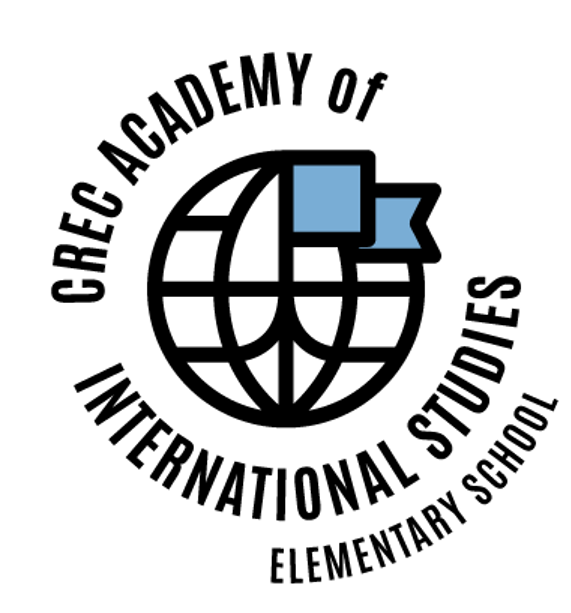 CREC ACADEMY of
INTERNATIONAL STUDIES
ELEMENTARY SCHOOL